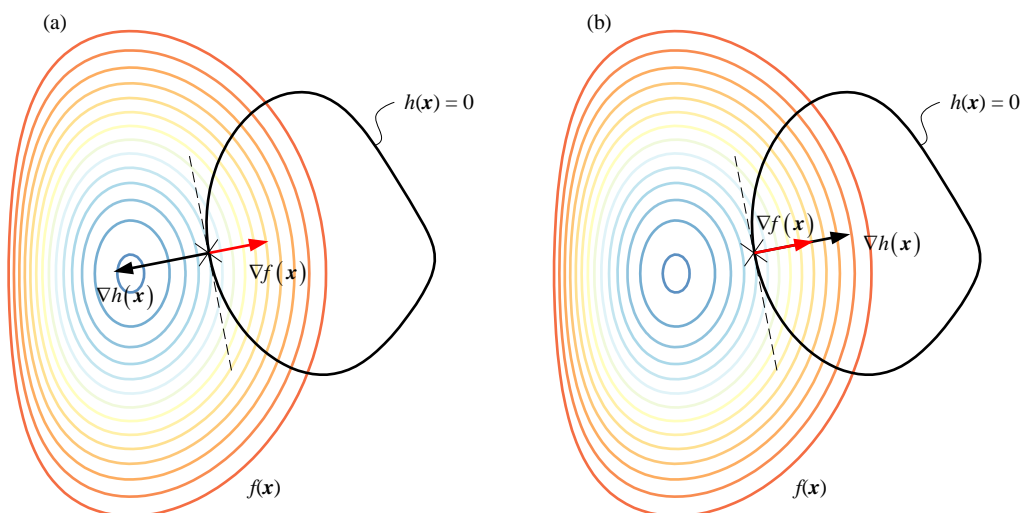 (a)
h(x) = 0
∇f(x)
∇h(x)
f(x)
(b)
h(x) = 0
∇f(x)
∇h(x)
f(x)